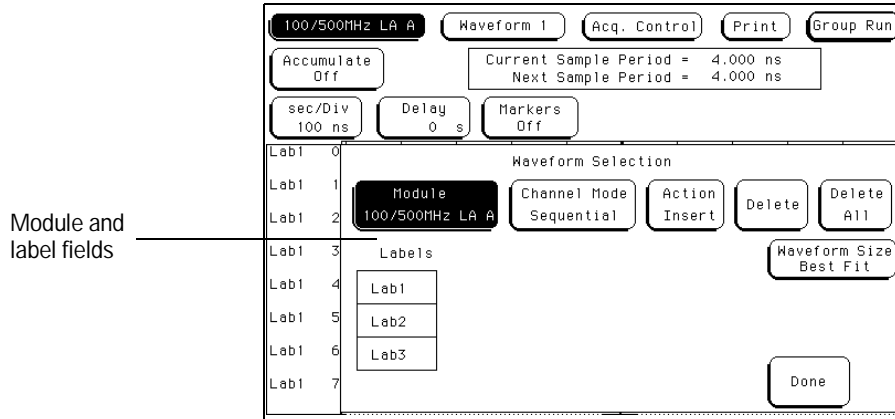 100/500MHz LA A Waveform 1 Acq. Control Print Group Run
Accumulate
Off
Current Sample Period = 4.000 ns
Next Sample Period = 4.000 ns
sec/Div
100 ns
Delay
0 s
Markers
Off
Waveform Selection
Lab1 0
Lab1 1
Lab1 2
Lab1 3
Lab1 4
Lab1 5
Lab1 6
Lab1 7
Module
100/500MHz LA A
Channel Mode
Sequential
Action
Insert
Delete
Delete
All
Module and
label fields
Labels
Lab1
Lab2
Lab3
Waveform Size
Best Fit
Done